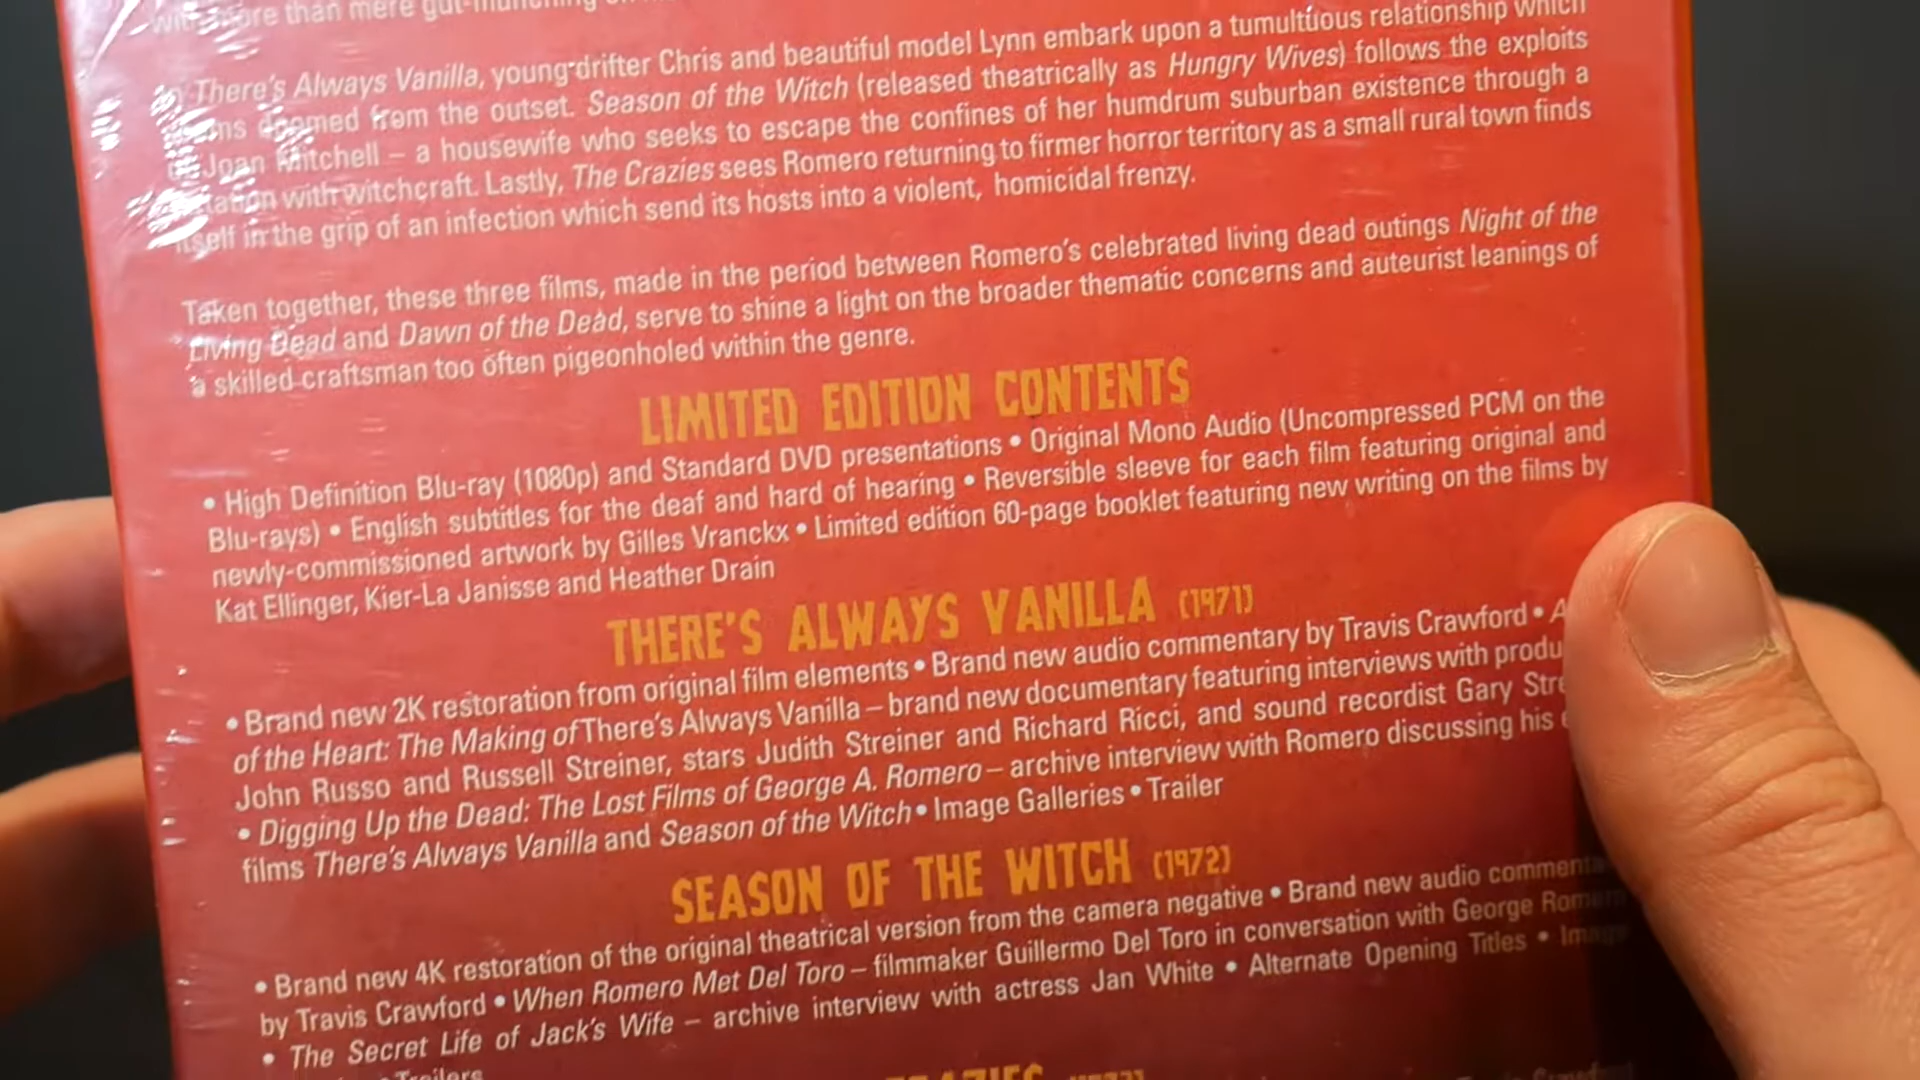 more than mere gut-munching
There's Always Vanilla, young drifter Chris and beautiful model Lynn embark upon a tumultuous relationship which
doomed from the outset. Season of the Witch (released theatrically as Hungry Wives) follows the exploits
Joan Mitchell – a housewife who seeks to escape the confines of her humdrum suburban existence through a
with witchcraft. Lastly, The Crazies sees Romero returning to firmer horror territory as a small rural town finds
itself in the grip of an infection which send its hosts into a violent, homicidal frenzy.
Taken together, these three films, made in the period between Romero's celebrated living dead outings Night of the
Living Dead and Dawn of the Dead, serve to shine a light on the broader thematic concerns and auteurist leanings of
a skilled craftsman too often pigeonholed within the genre.
LIMITED EDITION CONTENTS
• High Definition Blu-ray (1080p) and Standard DVD presentations • Original Mono Audio (Uncompressed PCM on the
Blu-rays) • English subtitles for the deaf and hard of hearing • Reversible sleeve for each film featuring original and
newly-commissioned artwork by Gilles Vranckx • Limited edition 60-page booklet featuring new writing on the films by
Kat Ellinger, Kier-La Janisse and Heather Drain
THERE'S ALWAYS VANILLA (1971)
• Brand new 2K restoration from original film elements • Brand new audio commentary by Travis Crawford • A
of the Heart: The Making of There's Always Vanilla – brand new documentary featuring interviews with produ
John Russo and Russell Streiner, stars Judith Streiner and Richard Ricci, and sound recordist Gary Stre
• Digging Up the Dead: The Lost Films of George A. Romero – archive interview with Romero discussing his
films There's Always Vanilla and Season of the Witch • Image Galleries • Trailer
SEASON OF THE WITCH (1972)
• Brand new 4K restoration of the original theatrical version from the camera negative • Brand new audio commenta
by Travis Crawford • When Romero Met Del Toro – filmmaker Guillermo Del Toro in conversation with George Romero
• The Secret Life of Jack's Wife – archive interview with actress Jan White • Alternate Opening Titles • Image
Trailers